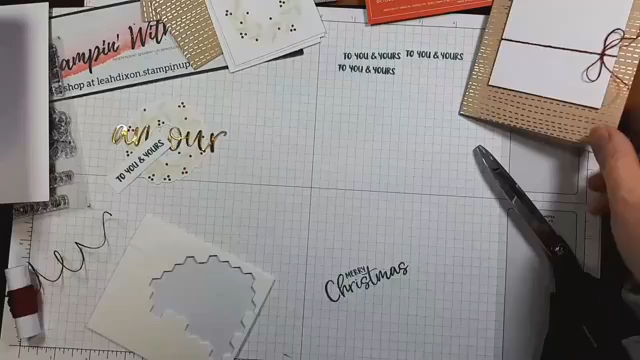 Stampin' With
shop at leahdixon.stampinup
TO YOU & YOURS TO YOU & YOURS
TO YOU & YOURS
our
TO YOU & YOURS
MERRY
Christmas